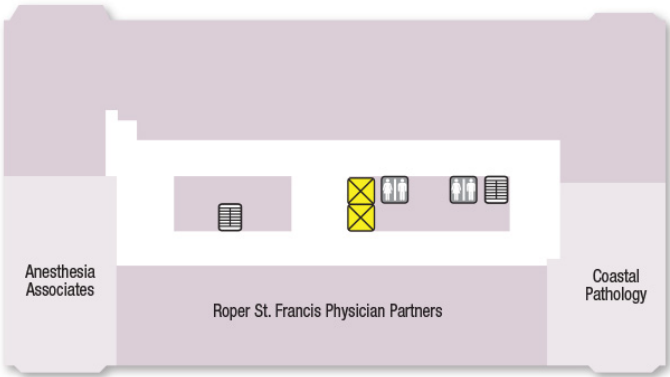 Anesthesia
Associates
Roper St. Francis Physician Partners
Coastal
Pathology